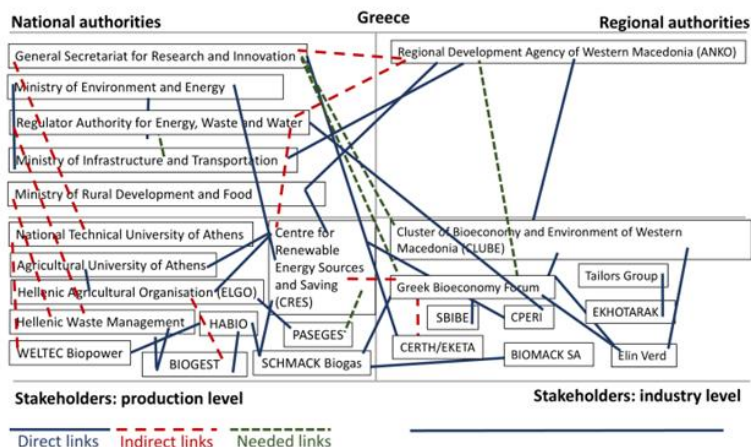 National authorities
Greece
Regional authorities
General Secretariat for Research and Innovation
Regional Development Agency of Western Macedonia (ANKO)
Ministry of Environment and Energy
Regulator Authority for Energy, Waste and Water
Ministry of Infrastructure and Transportation
Ministry of Rural Development and Food
National Technical University of Athens
Centre for
Renewable
Energy Sources
and Saving
(CRES)
Cluster of Bioeconomy and Environment of Western
Macedonia (CLUBE)
Agricultural University of Athens
Tailors Group
Hellenic Agricultural Organisation (ELGO)
Greek Bioeconomy Forum
EKHOTARAK
Hellenic Waste Management
HABIO
PASEGES
SBIBE
CPERI
WELTEC Biopower
BIOGEST
SCHMACK Biogas
CERTH/EKETA
BIOMACK SA
Elin Verd
Stakeholders: production level
Stakeholders: industry level
Direct links
Indirect links
Needed links